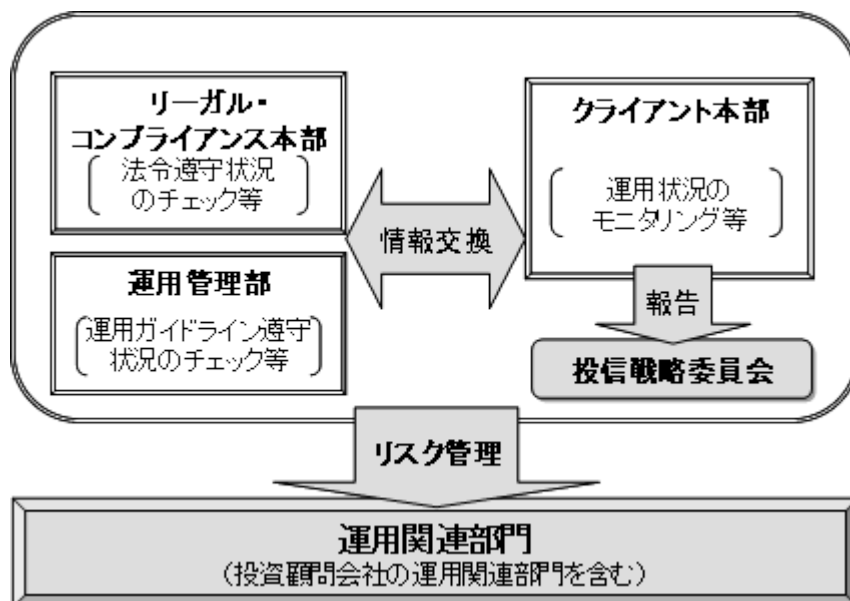 リーガル・
コンプライアンス本部
法令遵守状況
のチェック等
運用管理部
運用ガイドライン遵守
状況のチェック等
情報交換
クライアント本部
運用状況の
モニタリング等
報告
投信戦略委員会
リスク管理
運用関連部門
(投資顧問会社の運用関連部門を含む)